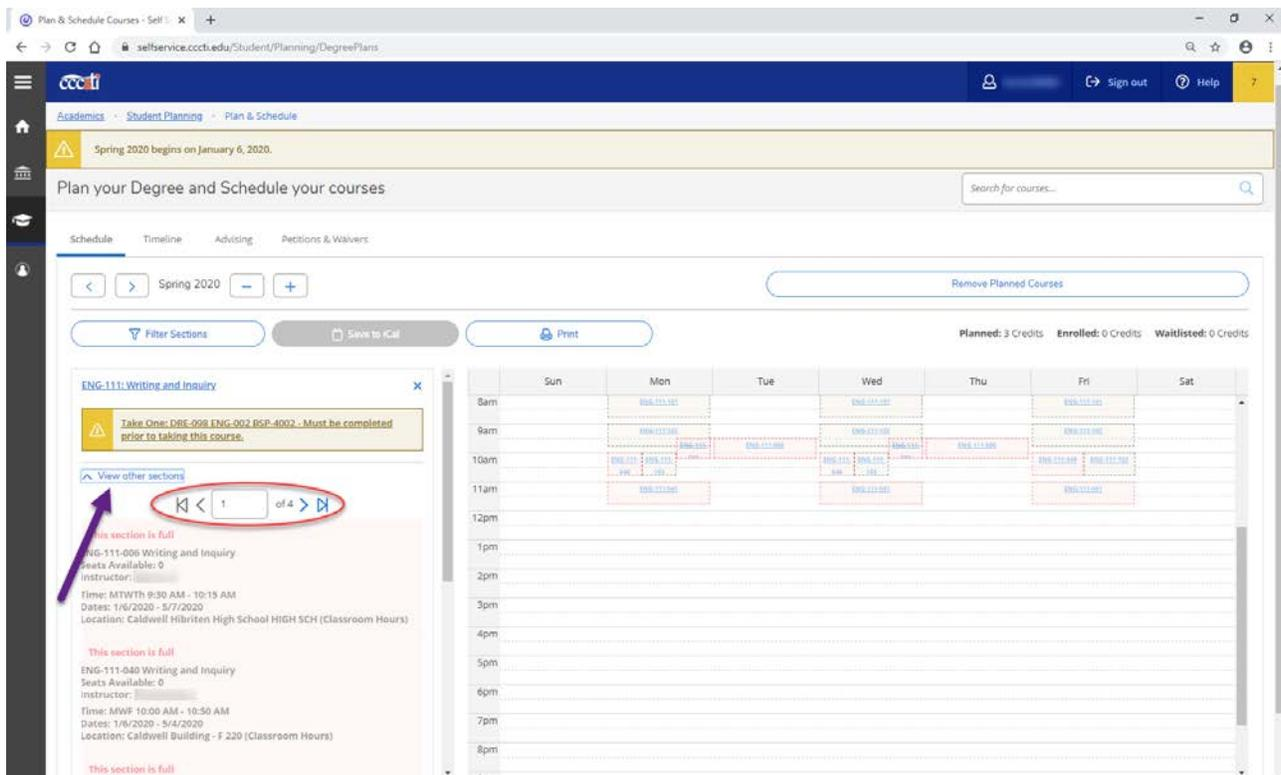 Plan & Schedule Courses - Self S
selfservice.cccti.edu/Student/Planning/DegreePlans
cccti
Sign out
Help
7
Academics · Student Planning · Plan & Schedule
Spring 2020 begins on January 6, 2020.
Plan your Degree and Schedule your courses
Search for courses...
Schedule Timeline Advising Petitions & Waivers
Spring 2020
Remove Planned Courses
Filter Sections
Save to iCal
Print
Planned: 3 Credits Enrolled: 0 Credits Waitlisted: 0 Credits
ENG-111: Writing and Inquiry
Take One: DRE-098 ENG-002 BSP-4002 - Must be completed
prior to taking this course.
View other sections
1 of 4
This section is full
ENG-111-006 Writing and Inquiry
Seats Available: 0
Instructor:
Time: MTWTh 9:30 AM - 10:15 AM
Dates: 1/6/2020 - 5/7/2020
Location: Caldwell Hibriten High School HIGH SCH (Classroom Hours)
This section is full
ENG-111-040 Writing and Inquiry
Seats Available: 0
Instructor:
Time: MWF 10:00 AM - 10:50 AM
Dates: 1/6/2020 - 5/4/2020
Location: Caldwell Building - F 220 (Classroom Hours)
This section is full
Sun Mon Tue Wed Thu Fri Sat
8am
9am
10am
11am
12pm
1pm
2pm
3pm
4pm
5pm
6pm
7pm
8pm